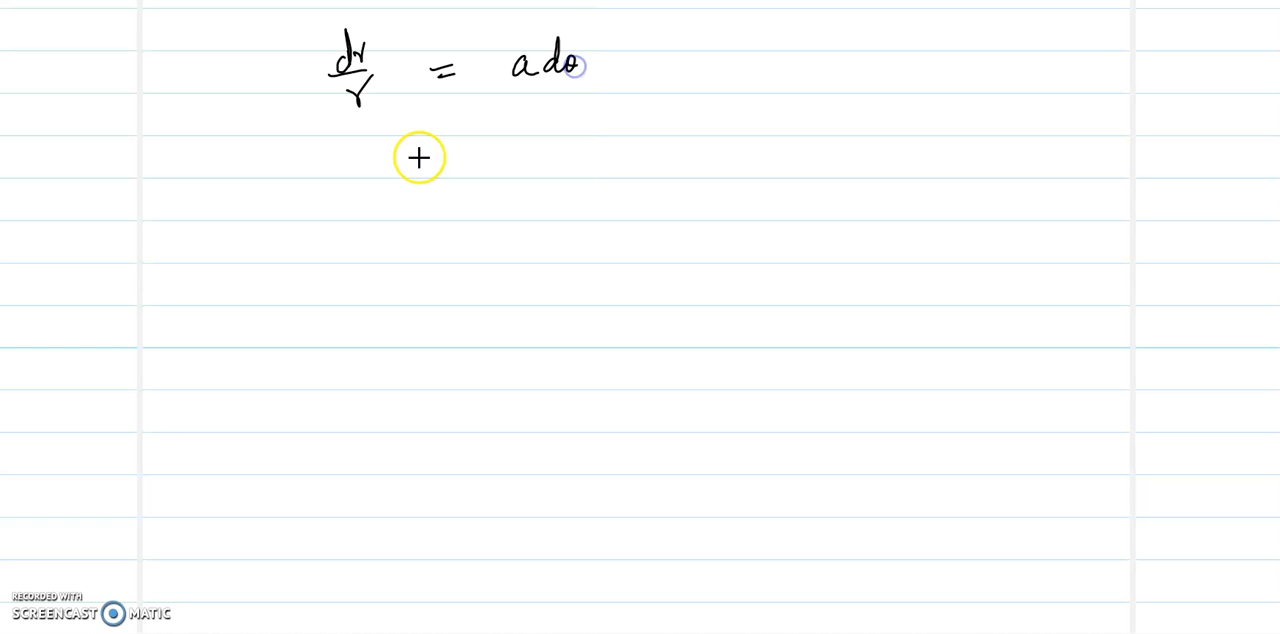 dr/r = a dθ
RECORDED WITH
SCREENCAST MATIC